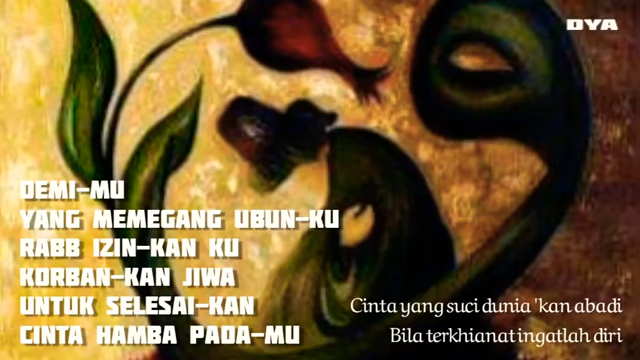 DYA
DEMI-MU
YANG MEMEGANG UBUN-KU
RABB IZIN-KAN KU
KORBAN-KAN JIWA
UNTUK SELESAI-KAN
CINTA HAMBA PADA-MU
Cinta yang suci dunia 'kan abadi
Bila terkhianat ingatlah diri